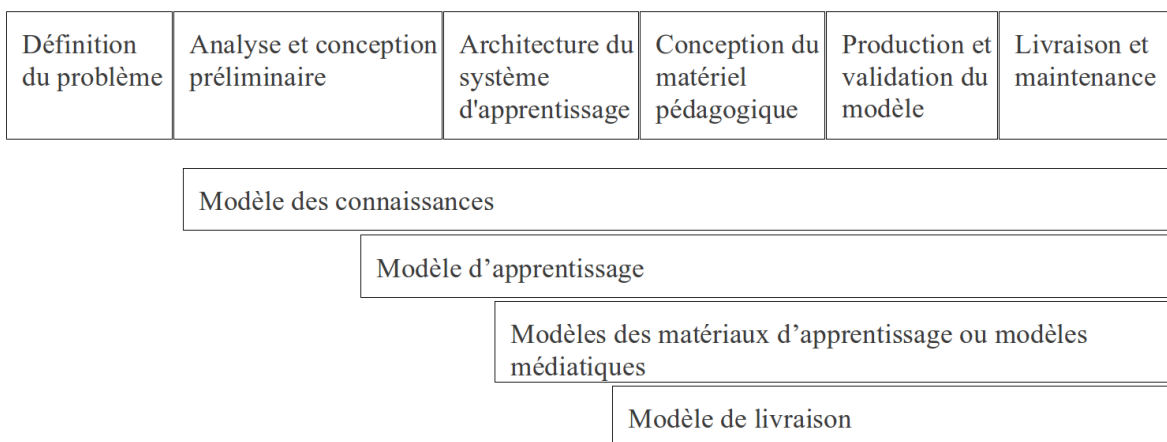 Définition
du problème
Analyse et conception
préliminaire
Architecture du
système
d'apprentissage
Conception du
matériel
pédagogique
Production et
validation du
modèle
Livraison et
maintenance
Modèle des connaissances
Modèle d’apprentissage
Modèles des matériaux d’apprentissage ou modèles
médiatiques
Modèle de livraison